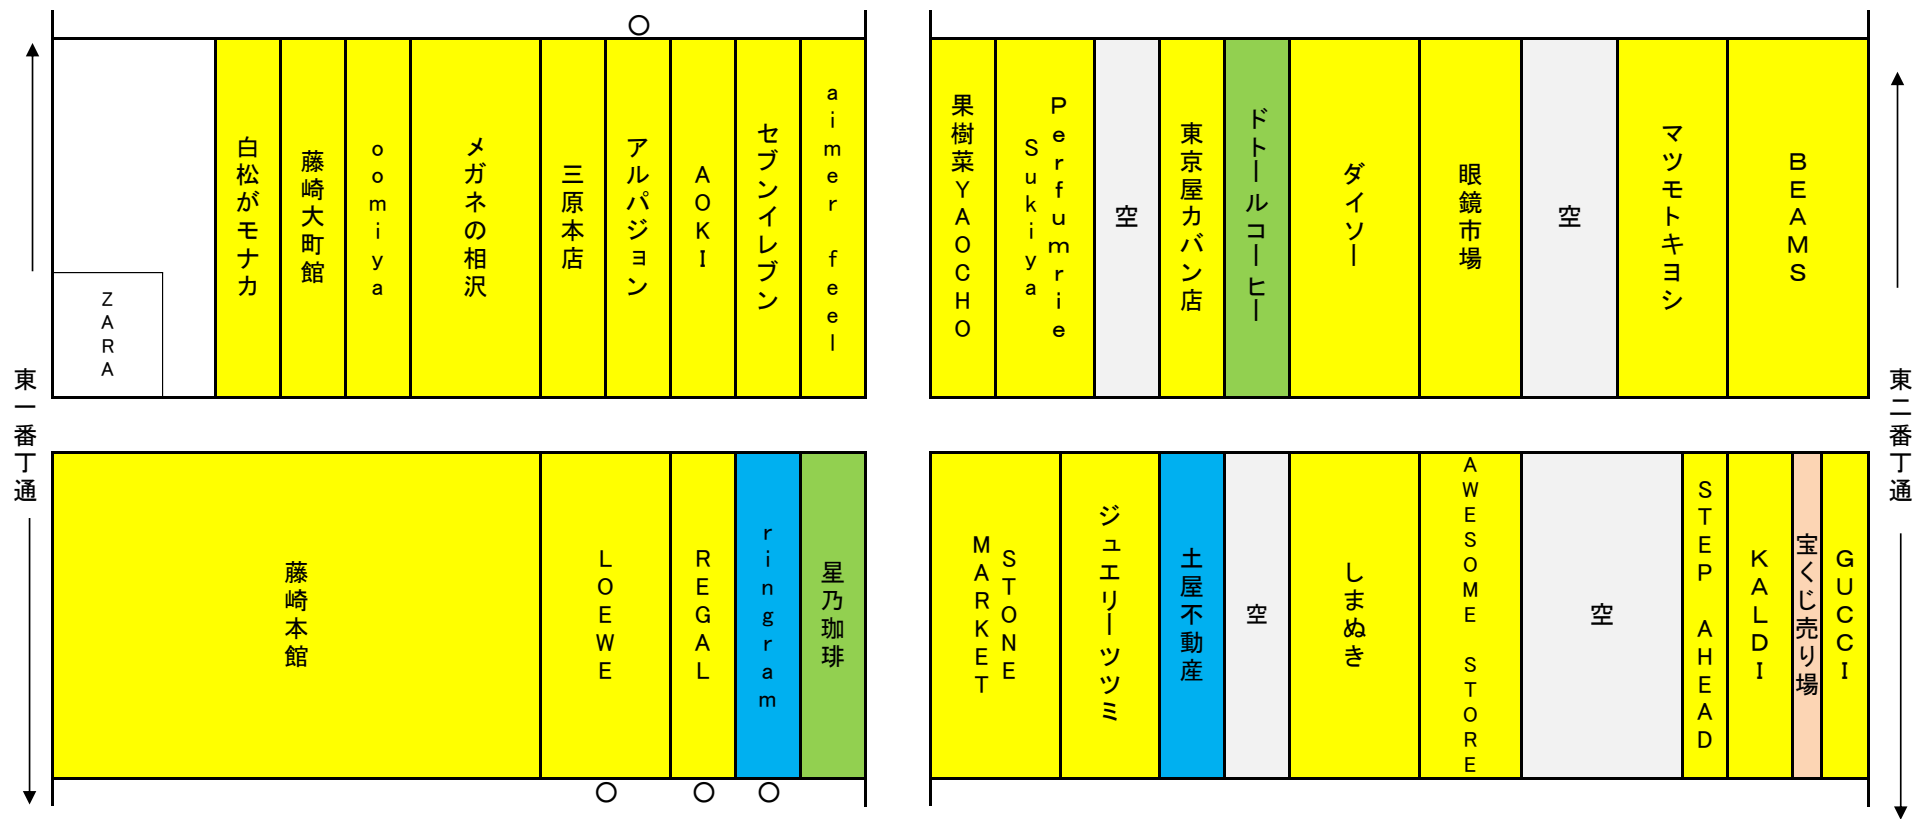 東一番丁通
ZARA
白松がモナカ
藤崎大町館
oomiya
メガネの相沢
三原本店
アルパジョン
AOKI
セブンイレブン
aimer feel
果樹菜YAOCHO
Perfumrie
Sukiya
空
東京屋カバン店
ドトールコーヒー
ダイソー
眼鏡市場
空
マツモトキヨシ
BEAMS
東二番丁通
藤崎本館
LOEWE
REGAL
ringram
星乃珈琲
STONE
MARKET
ジュエリーツツミ
土屋不動産
空
しまぬき
AWESOME STORE
空
STEP AHEAD
KALDI
宝くじ売り場
GUCCI